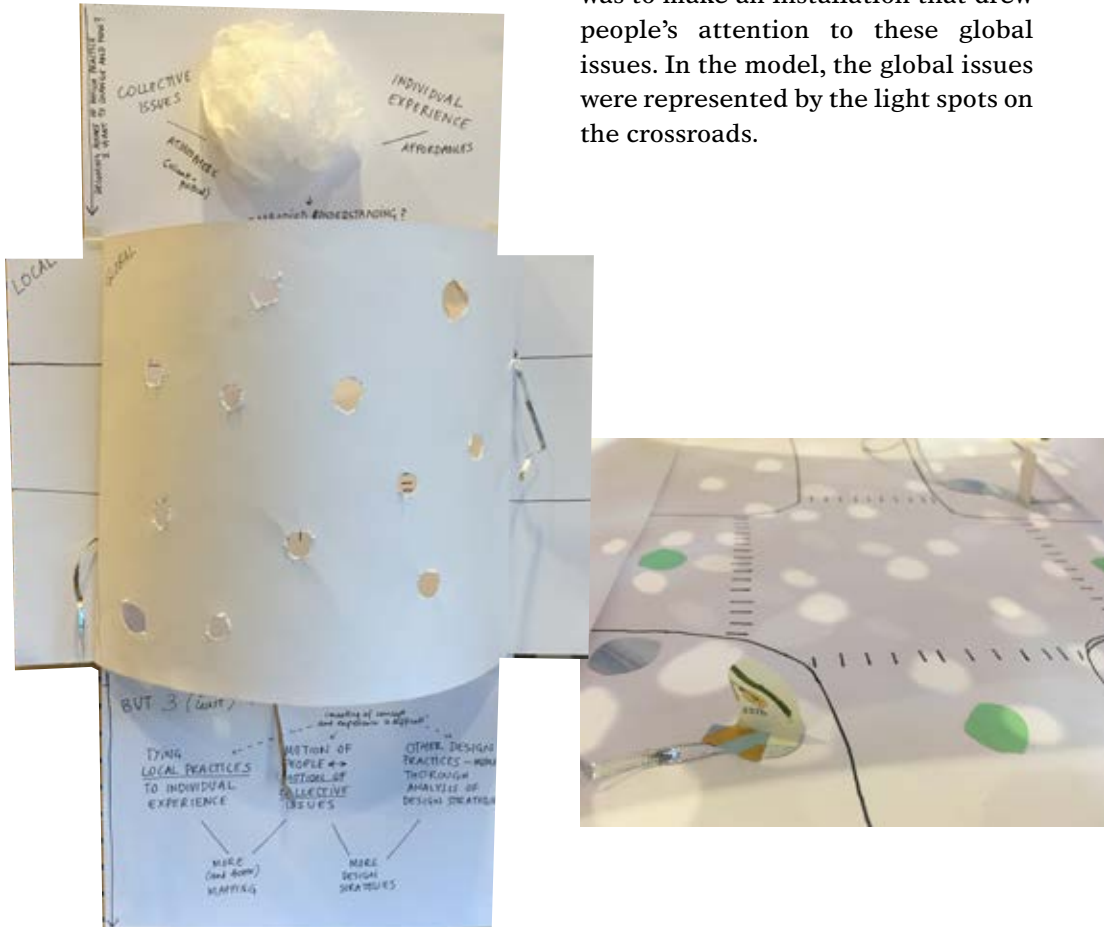 was to make an installation that drew
people's attention to these global
issues. In the model, the global issues
were represented by the light spots on
the crossroads.
COLLECTIVE
ISSUES
INDIVIDUAL
EXPERIENCE
AFFORDABLES
UNDERSTANDING?
LOCAL
GLOBAL
BUT 3
TYING
LOCAL PRACTICES
TO INDIVIDUAL
EXPERIENCE
MOTION OF
PEOPLE ↔
MOTION OF
COLLECTIVE
ISSUES
OTHER DESIGN
PRACTICES –
THOROUGH
ANALYSIS OF
DESIGN
MORE
MAPPING
MORE
DESIGN
STRATEGIES